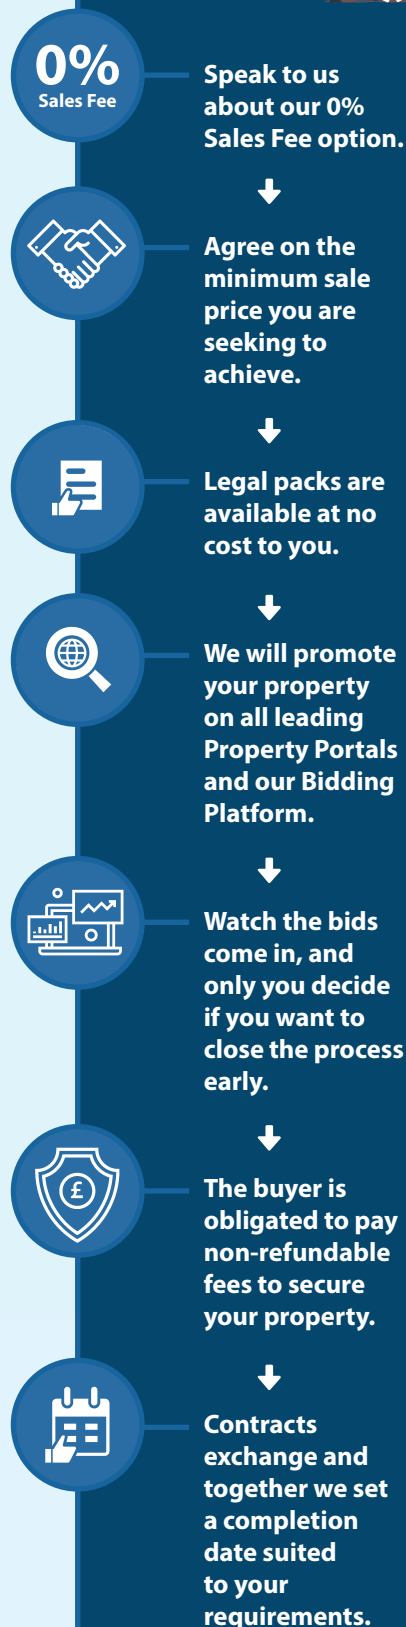 0%
Sales Fee
Speak to us
about our 0%
Sales Fee option.
Agree on the
minimum sale
price you are
seeking to
achieve.
Legal packs are
available at no
cost to you.
We will promote
your property
on all leading
Property Portals
and our Bidding
Platform.
Watch the bids
come in, and
only you decide
if you want to
close the process
early.
£
The buyer is
obligated to pay
non-refundable
fees to secure
your property.
Contracts
exchange and
together we set
a completion
date suited
to your
requirements.